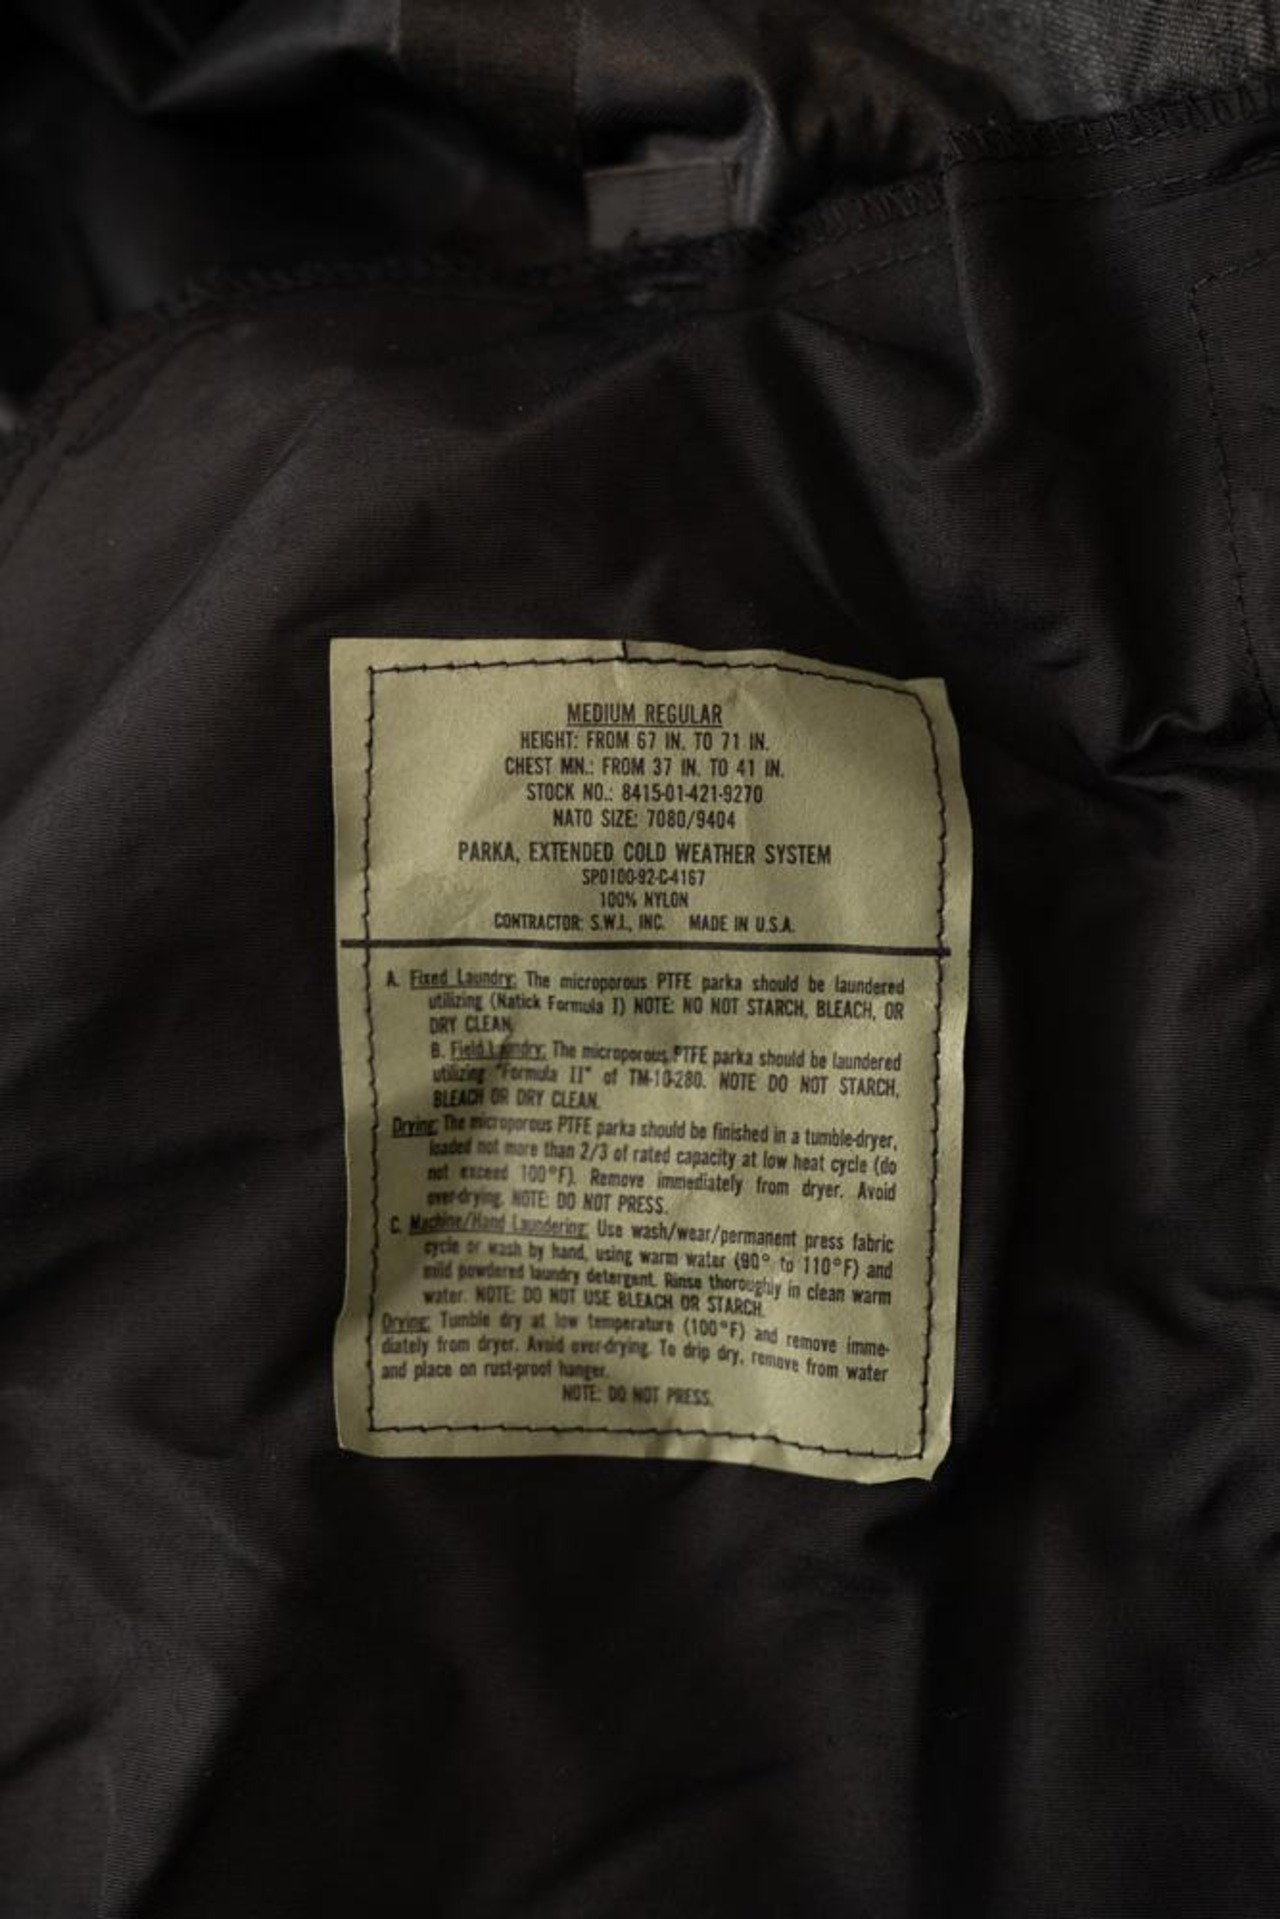 MEDIUM REGULAR
HEIGHT: FROM 67 IN. TO 71 IN.
CHEST MN.: FROM 37 IN. TO 41 IN.
STOCK NO.: 8415-01-421-9270
NATO SIZE: 7080/9404
PARKA, EXTENDED COLD WEATHER SYSTEM
SP0100-92-C-4167
100% NYLON
CONTRACTOR: S.W.I., INC. MADE IN U.S.A.
A. Fixed Laundry: The microporous PTFE parka should be laundered
utilizing (Natick Formula I) NOTE: NO NOT STARCH, BLEACH, OR
DRY CLEAN.
B. Field Laundry: The microporous PTFE parka should be laundered
utilizing "Formula II" of TM-10-280. NOTE DO NOT STARCH,
BLEACH OR DRY CLEAN.
Drying: The microporous PTFE parka should be finished in a tumble-dryer,
loaded not more than 2/3 of rated capacity at low heat cycle (do
not exceed 100°F). Remove immediately from dryer. Avoid
over-drying. NOTE: DO NOT PRESS.
C. Machine/Hand Laundering: Use wash/wear/permanent press fabric
cycle or wash by hand, using warm water (90° to 110°F) and
mild powdered laundry detergent. Rinse thoroughly in clean warm
water. NOTE: DO NOT USE BLEACH OR STARCH.
Drying: Tumble dry at low temperature (100°F) and remove imme-
diately from dryer. Avoid over-drying. To drip dry, remove from water
and place on rust-proof hanger.
NOTE: DO NOT PRESS.